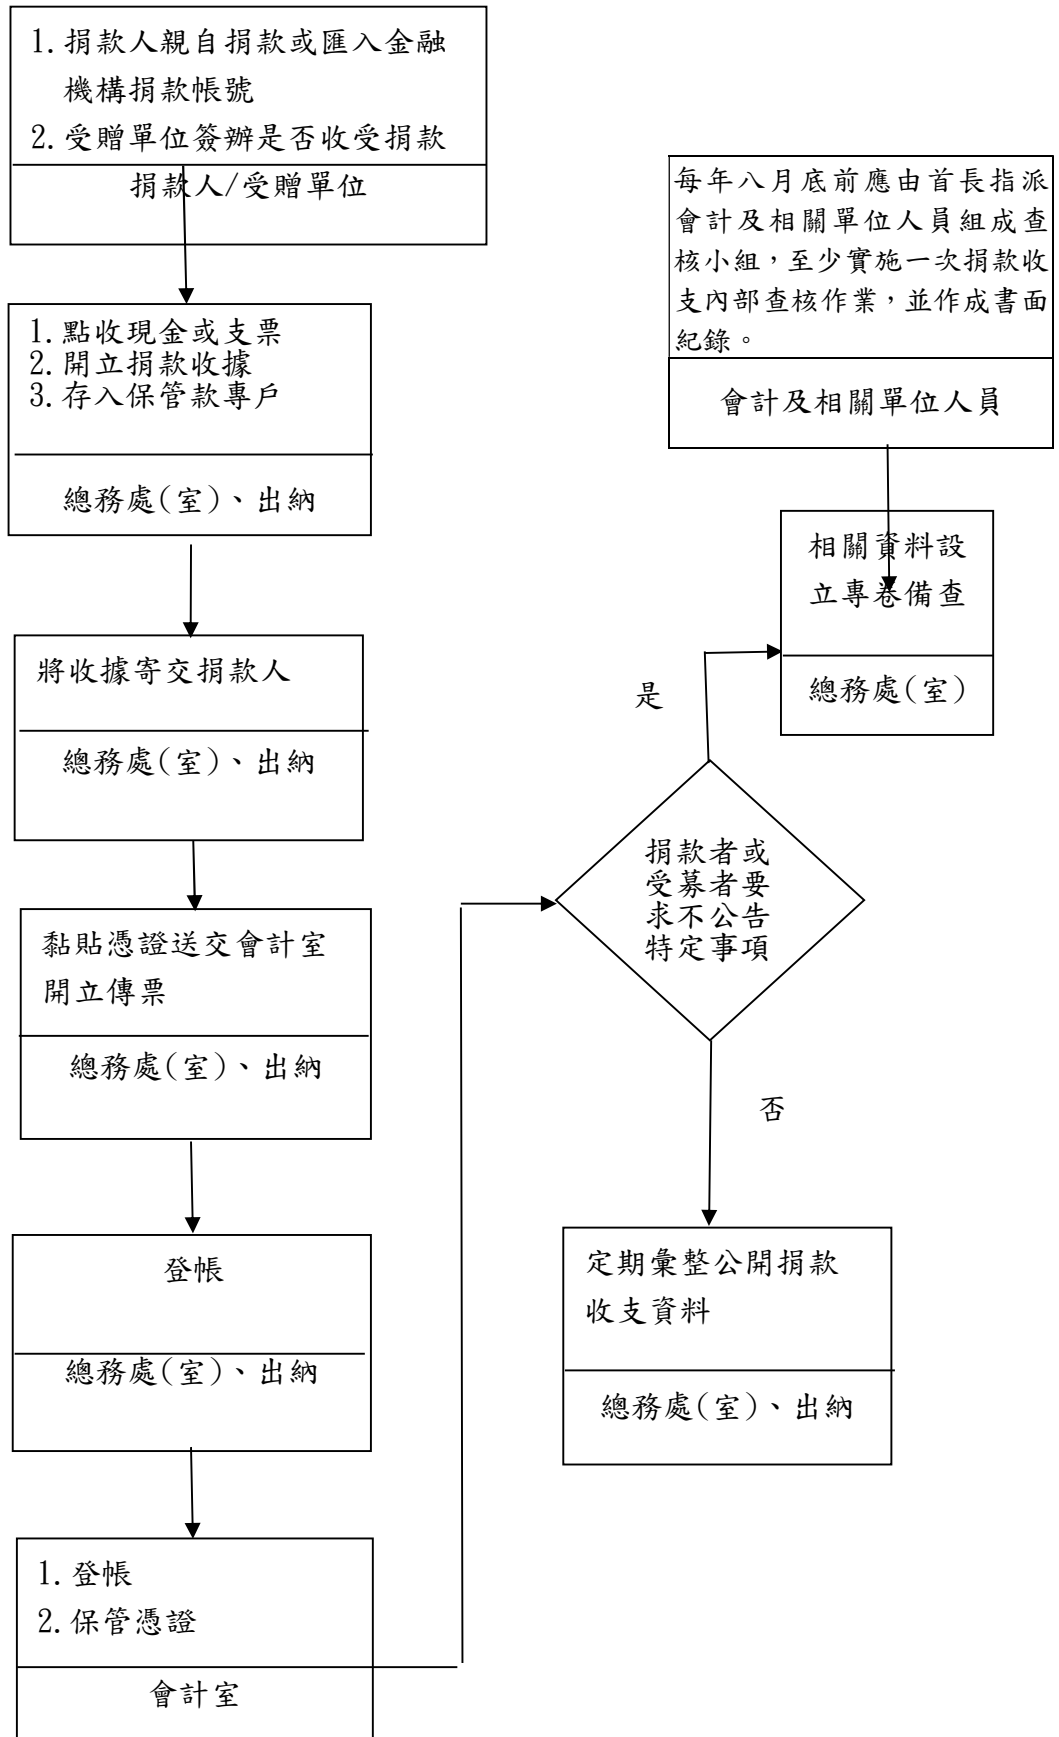 1.捐款人親自捐款或匯入金融
機構捐款帳號
2.受贈單位簽辦是否收受捐款
捐款人/受贈單位
1.點收現金或支票
2.開立捐款收據
3.存入保管款專戶
總務處(室)、出納
將收據寄交捐款人
總務處(室)、出納
黏貼憑證送交會計室
開立傳票
總務處(室)、出納
登帳
總務處(室)、出納
1.登帳
2.保管憑證
會計室
每年八月底前應由首長指派
會計及相關單位人員組成查
核小組，至少實施一次捐款收
支內部查核作業，並作成書面
紀錄。
會計及相關單位人員
相關資料設
立專卷備查
總務處(室)
是
捐款者或
受募者要
求不公告
特定事項
否
定期彙整公開捐款
收支資料
總務處(室)、出納